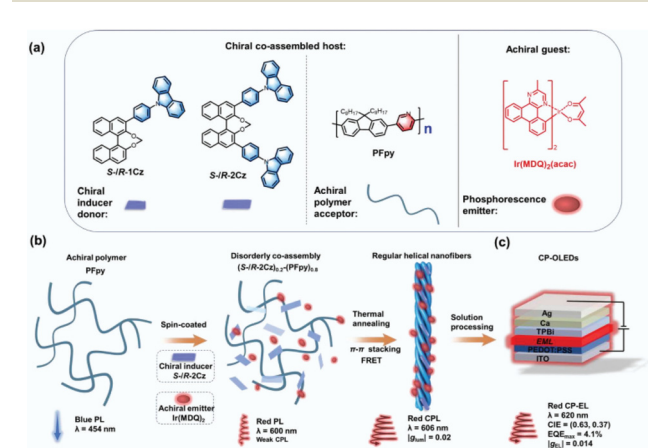 (a)
Chiral co-assembled host:
Achiral guest:
S-/R-1Cz
S-/R-2Cz
C8H17
C8H17
n
PFpy
2
Ir(MDQ)2(acac)
Chiral
inducer
donor:
Achiral
polymer
acceptor:
Phosphorescence
emitter:
(b)
Achiral polymer
PFpy
Disorderly co-assembly
(S-/R-2Cz)0.2-(PFpy)0.8
Regular helical nanofibers
(c)
CP-OLEDs
Spin-coated
Chiral inducer
S-/R-2Cz
Achiral emitter
Ir(MDQ)2
Thermal
annealing
π-π stacking
FRET
Solution
processing
Ag
Ca
TPBi
EML
PEDOT:PSS
ITO
Blue PL
λ = 454 nm
Red PL
λ = 600 nm
Weak CPL
Red CPL
λ = 606 nm
|gem| = 0.02
Red CP-EL
λ = 620 nm
CIE = (0.63, 0.37)
EQEmax = 4.1%
|gEL| = 0.014